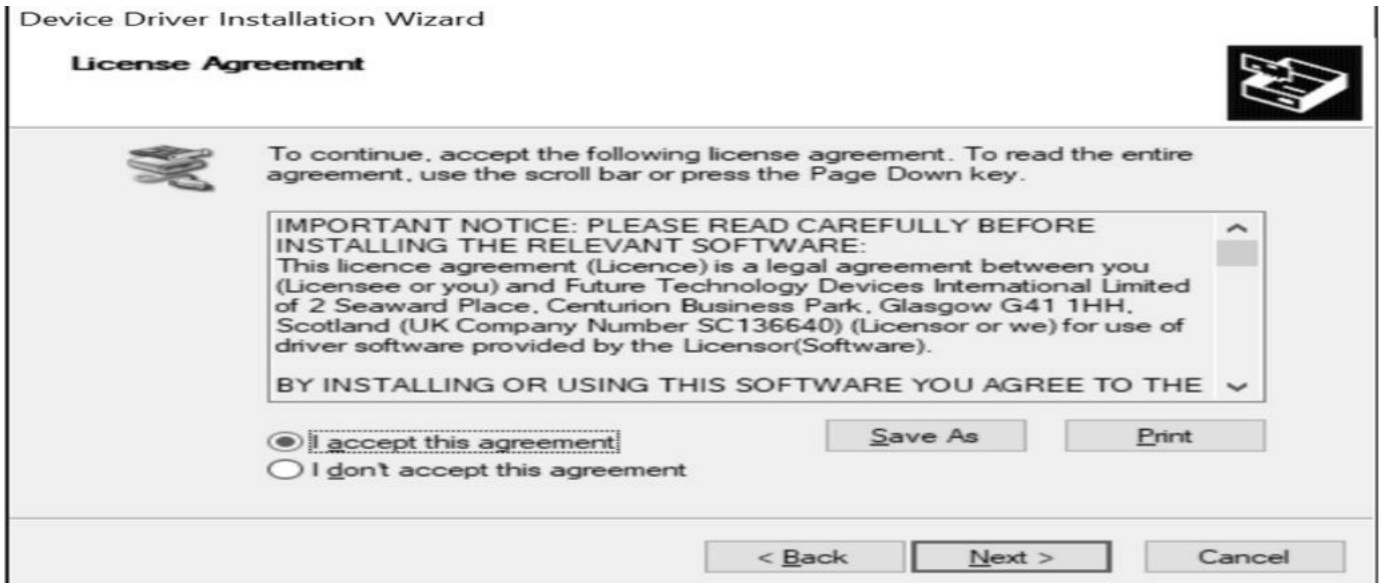 Device Driver Installation Wizard
License Agreement
To continue, accept the following license agreement. To read the entire
agreement, use the scroll bar or press the Page Down key.
IMPORTANT NOTICE: PLEASE READ CAREFULLY BEFORE
INSTALLING THE RELEVANT SOFTWARE:
This licence agreement (Licence) is a legal agreement between you
(Licensee or you) and Future Technology Devices International Limited
of 2 Seaward Place, Centurion Business Park, Glasgow G41 1HH,
Scotland (UK Company Number SC136640) (Licensor or we) for use of
driver software provided by the Licensor(Software).
BY INSTALLING OR USING THIS SOFTWARE YOU AGREE TO THE
I accept this agreement
Save As
Print
I don't accept this agreement
< Back
Next >
Cancel